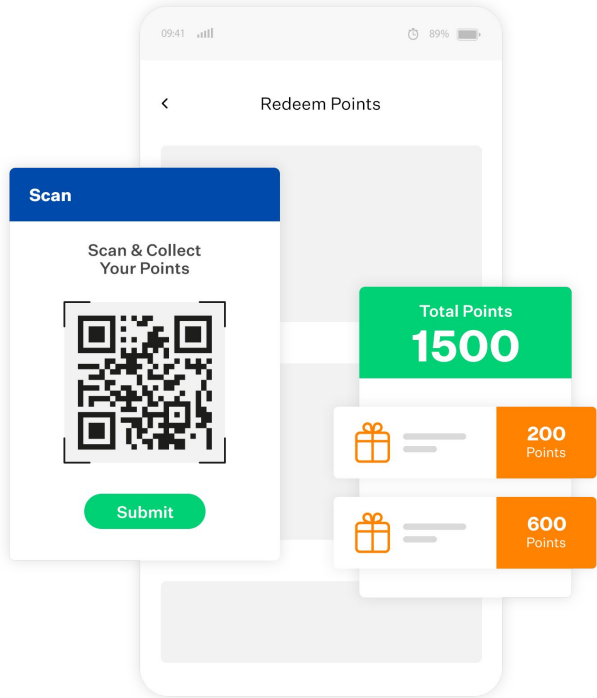 09:41
89%
Redeem Points
Scan
Scan & Collect
Your Points
Submit
Total Points
1500
200
Points
600
Points